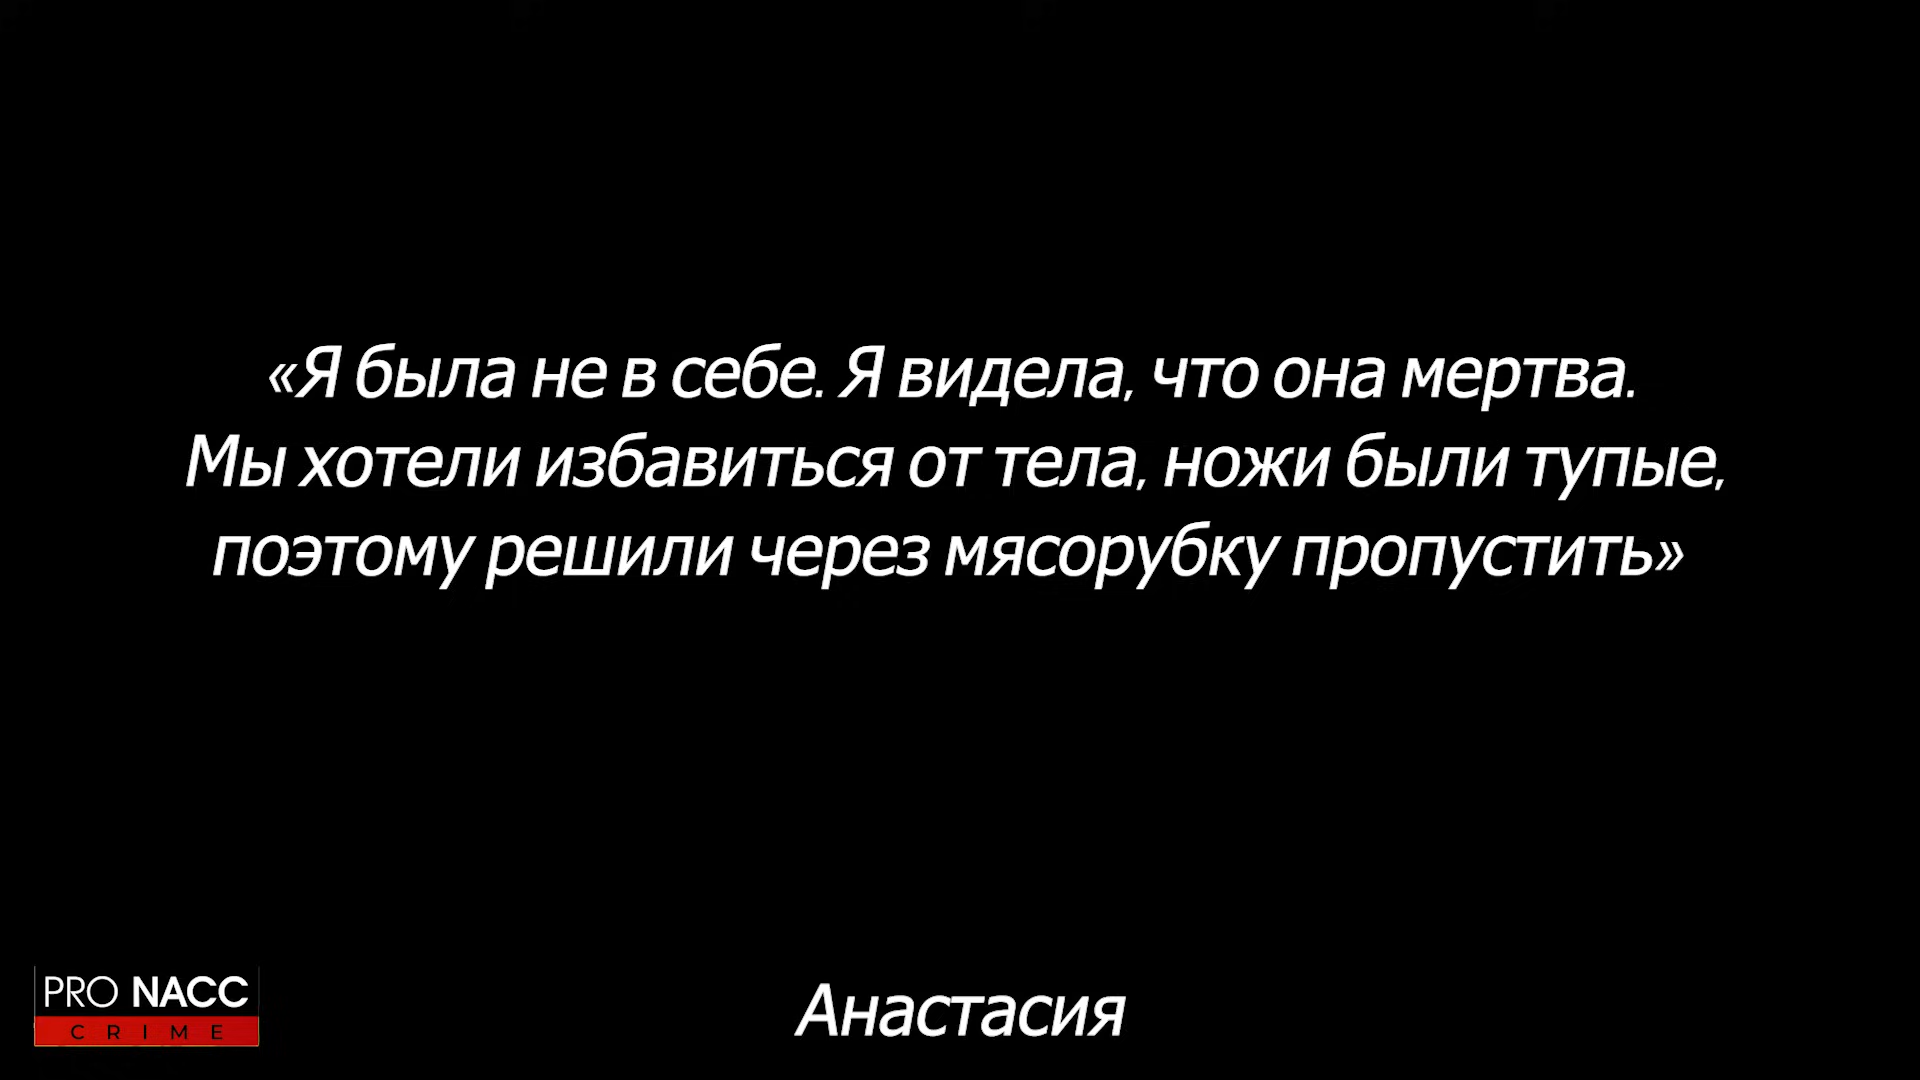 «Я была не в себе. Я видела, что она мертва.
Мы хотели избавиться от тела, ножи были тупые,
поэтому решили через мясорубку пропустить»
Анастасия
PRO NACC
CRIME